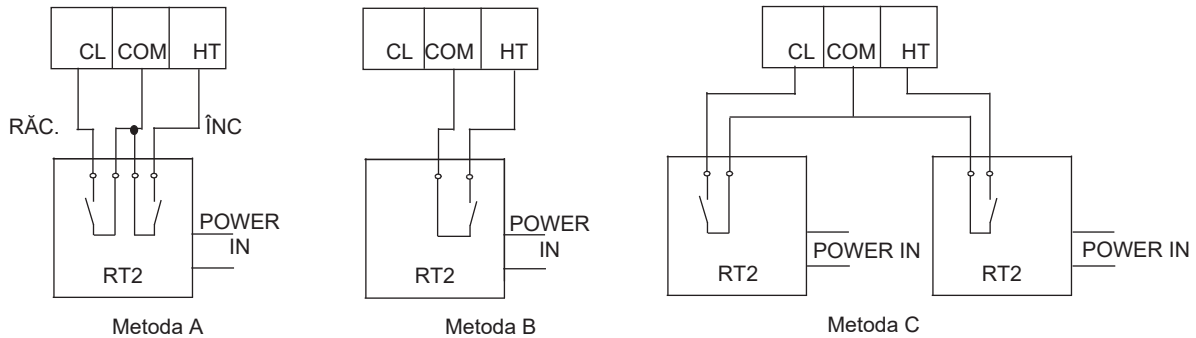 CL COM HT
RĂC. ÎNC
POWER
IN
RT2
Metoda A
CL COM HT
POWER
IN
RT2
Metoda B
CL COM HT
POWER IN
RT2
POWER IN
RT2
Metoda C